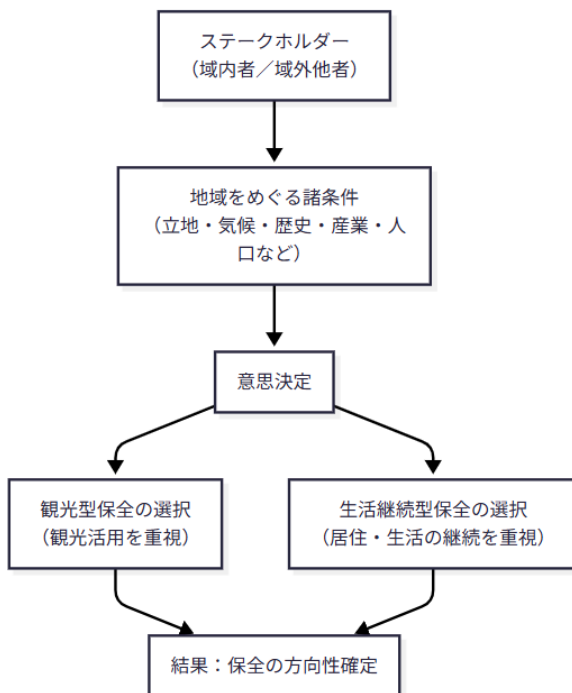 ステークホルダー
（域内者／域外他者）
地域をめぐる諸条件
（立地・気候・歴史・産業・人
口など）
意思決定
観光型保全の選択
（観光活用を重視）
生活継続型保全の選択
（居住・生活の継続を重視）
結果：保全の方向性確定